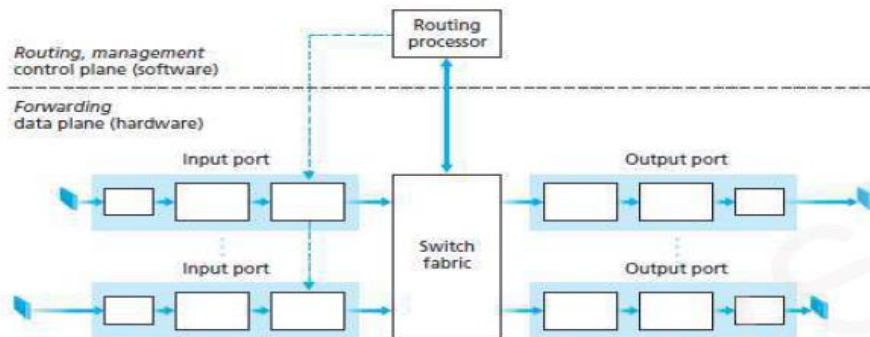 Routing
processor
Routing, management
control plane (software)
Forwarding
data plane (hardware)
Input port
Output port
Switch
fabric
Input port
Output port